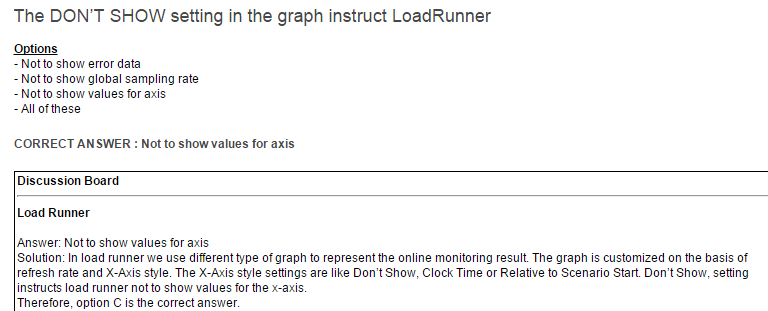 The DON'T SHOW setting in the graph instruct LoadRunner
Options
- Not to show error data
- Not to show global sampling rate
- Not to show values for axis
- All of these
CORRECT ANSWER : Not to show values for axis
Discussion Board
Load Runner
Answer: Not to show values for axis
Solution: In load runner we use different type of graph to represent the online monitoring result. The graph is customized on the basis of
refresh rate and X-Axis style. The X-Axis style settings are like Don't Show, Clock Time or Relative to Scenario Start. Don't Show, setting
instructs load runner not to show values for the x-axis.
Therefore, option C is the correct answer.